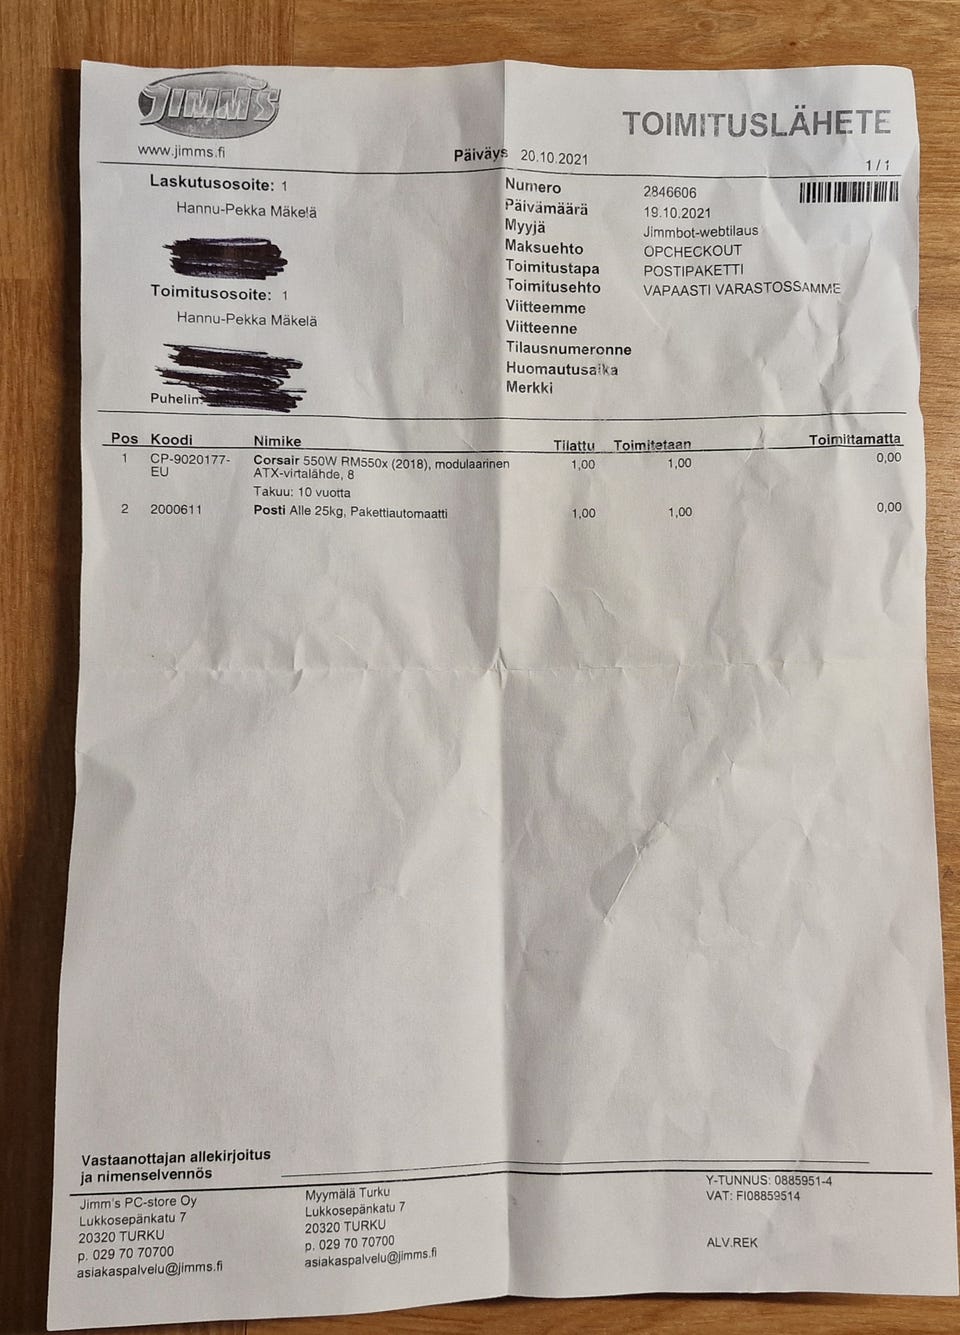 JIMM'S
www.jimms.fi
TOIMITUSLÄHETE
Päiväys 20.10.2021
1 / 1
Laskutusosoite: 1
Hannu-Pekka Mäkelä
Toimitusosoite: 1
Hannu-Pekka Mäkelä
Puhelin:
Numero 2846606
Päivämäärä 19.10.2021
Myyjä Jimmbot-webtilaus
Maksuehto OPCHECKOUT
Toimitustapa POSTIPAKETTI
Toimitusehto VAPAASTI VARASTOSSAMME
Viitteemme
Viitteenne
Tilausnumeronne
Huomautusaika
Merkki
Pos Koodi Nimike Tilattu Toimitetaan Toimittamatta
1 CP-9020177- Corsair 550W RM550x (2018), modulaarinen 1,00 1,00 0,00
EU ATX-virtalähde, 8
Takuu: 10 vuotta
2 2000611 Posti Alle 25kg, Pakettiautomaatti 1,00 1,00 0,00
Vastaanottajan allekirjoitus
ja nimenselvennös
Jimm's PC-store Oy
Lukkosepänkatu 7
20320 TURKU
p. 029 70 70700
asiakaspalvelu@jimms.fi
Myymälä Turku
Lukkosepänkatu 7
20320 TURKU
p. 029 70 70700
asiakaspalvelu@jimms.fi
Y-TUNNUS: 0885951-4
VAT: FI08859514
ALV.REK